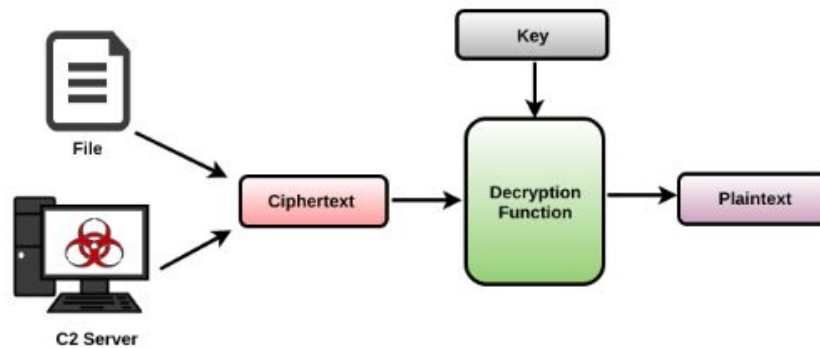 Key
File
Ciphertext
Decryption
Function
Plaintext
C2 Server